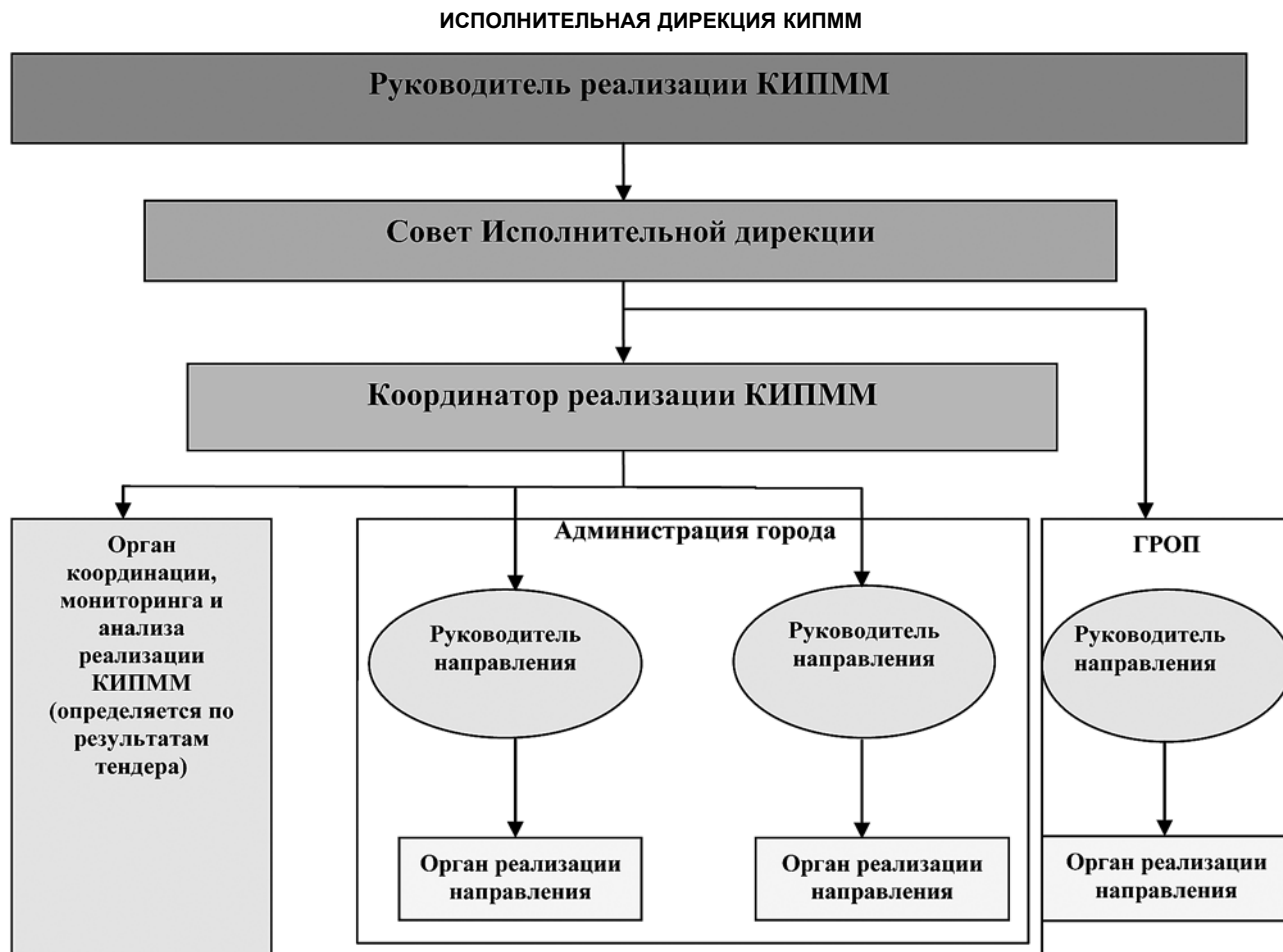 ИСПОЛНИТЕЛЬНАЯ ДИРЕКЦИЯ КИПММ
Руководитель реализации КИПММ
Совет Исполнительной дирекции
Координатор реализации КИПММ
Орган
координации,
мониторинга и
анализа
реализации
КИПММ
(определяется по
результатам
тендера)
Администрация города
Руководитель
направления
Руководитель
направления
Орган реализации
направления
Орган реализации
направления
ГРОП
Руководитель
направления
Орган реализации
направления